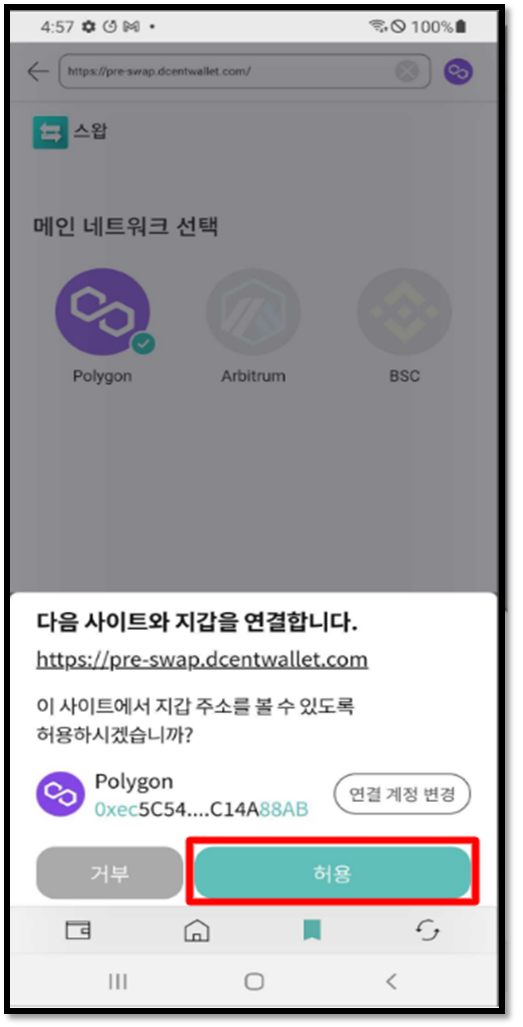 4:57
100%
https://pre-swap.dcentwallet.com/
스왑
메인 네트워크 선택
Polygon
Arbitrum
BSC
다음 사이트와 지갑을 연결합니다.
https://pre-swap.dcentwallet.com
이 사이트에서 지갑 주소를 볼 수 있도록
허용하시겠습니까?
Polygon
0xec5C54....C14A88AB
연결 계정 변경
거부
허용